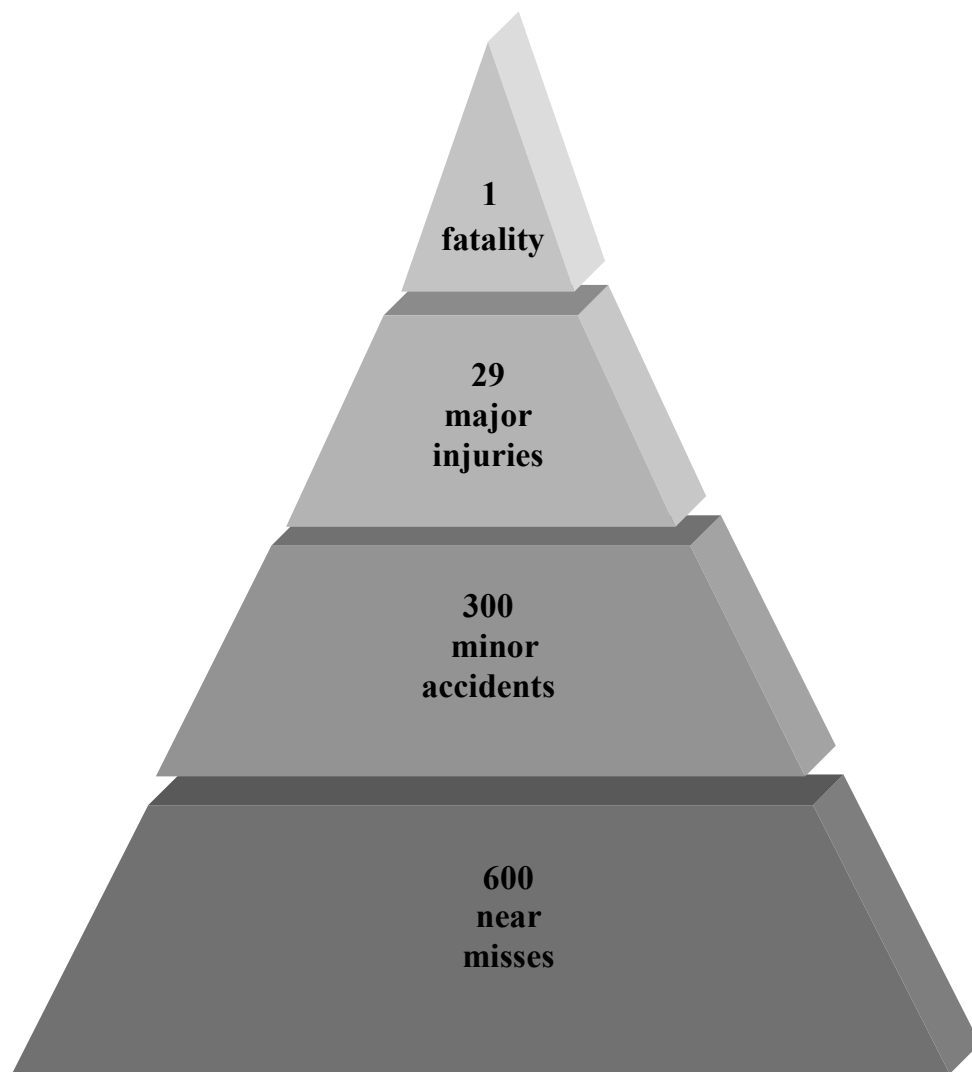 1
fatality
29
major
injuries
300
minor
accidents
600
near
misses